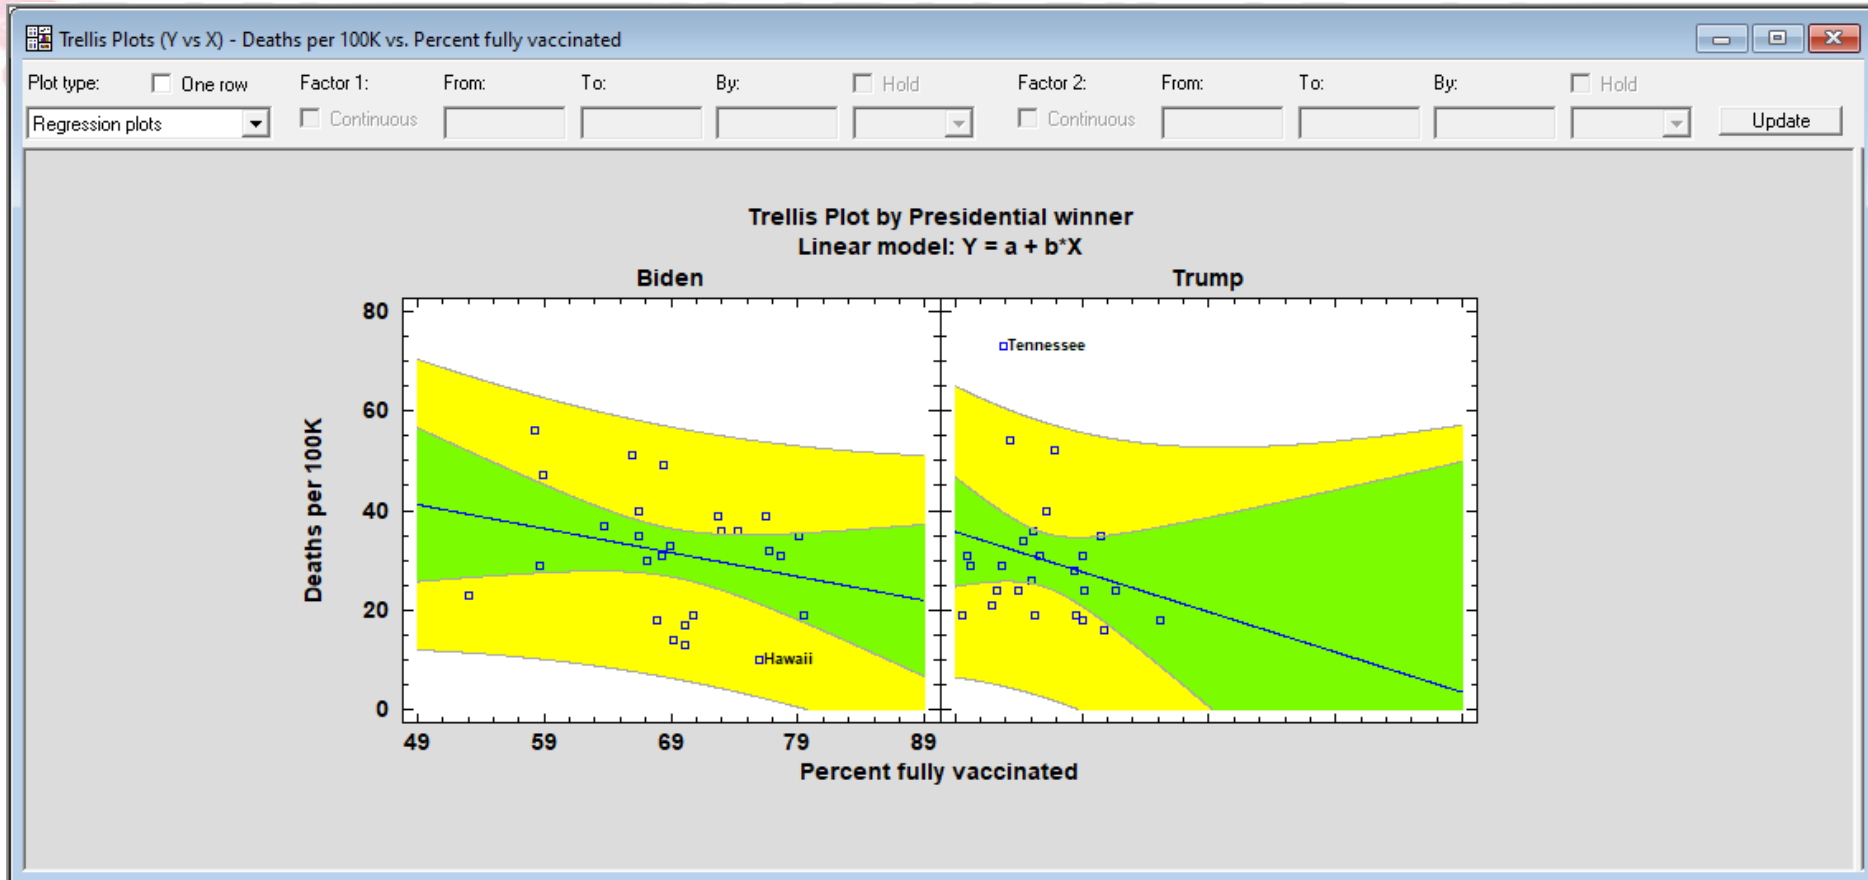 Trellis Plots (Y vs X) - Deaths per 100K vs. Percent fully vaccinated
Plot type: One row Factor 1: From: To: By: Hold Factor 2: From: To: By: Hold
Regression plots Continuous Continuous Update
Trellis Plot by Presidential winner
Linear model: Y = a + b*X
Biden Trump
80
Tennessee
60
40
Deaths per 100K
20
Hawaii
0
49 59 69 79 89
Percent fully vaccinated